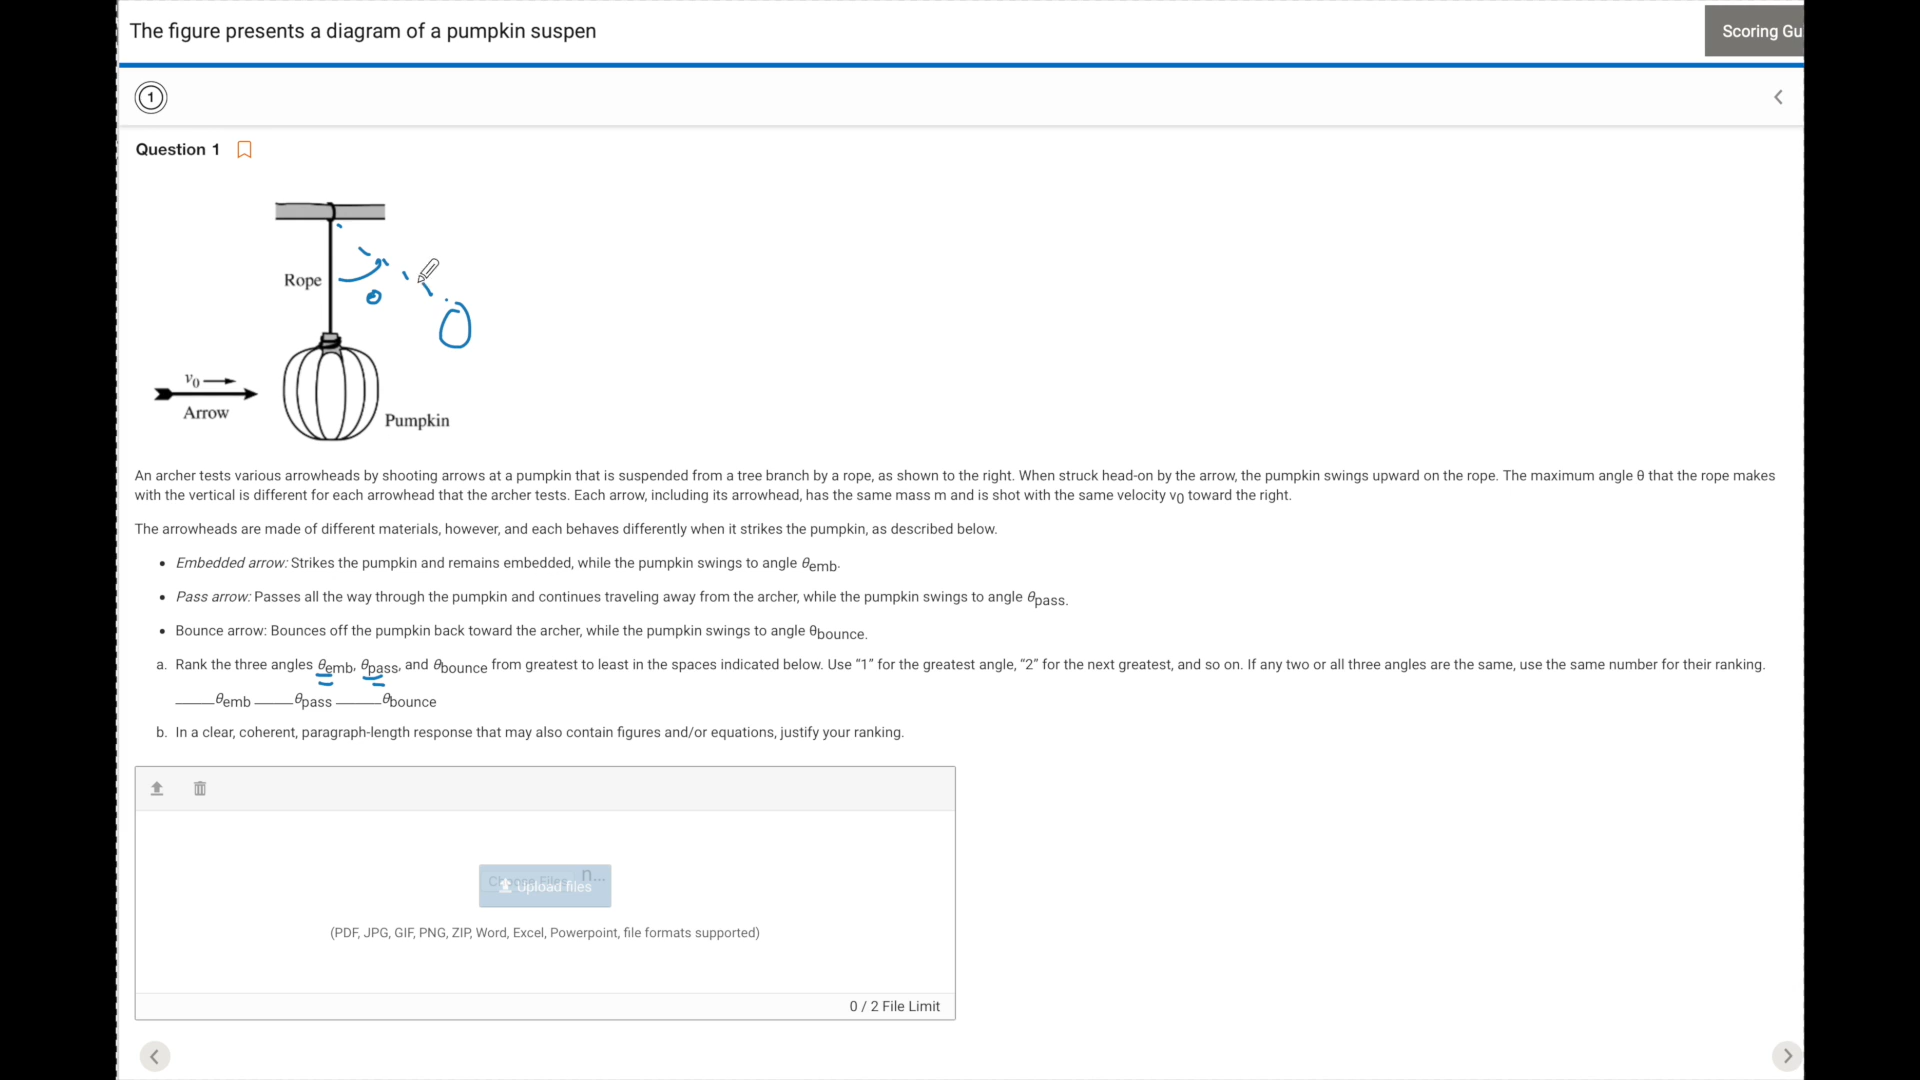 The figure presents a diagram of a pumpkin suspen
Scoring Gu
1
Question 1
Rope
v0
Arrow
Pumpkin
θ
An archer tests various arrowheads by shooting arrows at a pumpkin that is suspended from a tree branch by a rope, as shown to the right. When struck head-on by the arrow, the pumpkin swings upward on the rope. The maximum angle θ that the rope makes
with the vertical is different for each arrowhead that the archer tests. Each arrow, including its arrowhead, has the same mass m and is shot with the same velocity v0 toward the right.
The arrowheads are made of different materials, however, and each behaves differently when it strikes the pumpkin, as described below.
• Embedded arrow: Strikes the pumpkin and remains embedded, while the pumpkin swings to angle θemb.
• Pass arrow: Passes all the way through the pumpkin and continues traveling away from the archer, while the pumpkin swings to angle θpass.
• Bounce arrow: Bounces off the pumpkin back toward the archer, while the pumpkin swings to angle θbounce.
a. Rank the three angles θemb, θpass, and θbounce from greatest to least in the spaces indicated below. Use “1” for the greatest angle, “2” for the next greatest, and so on. If any two or all three angles are the same, use the same number for their ranking.
_____θemb _____θpass ______θbounce
b. In a clear, coherent, paragraph-length response that may also contain figures and/or equations, justify your ranking.
Choose Files n...
Upload files
(PDF, JPG, GIF, PNG, ZIP, Word, Excel, Powerpoint, file formats supported)
0 / 2 File Limit